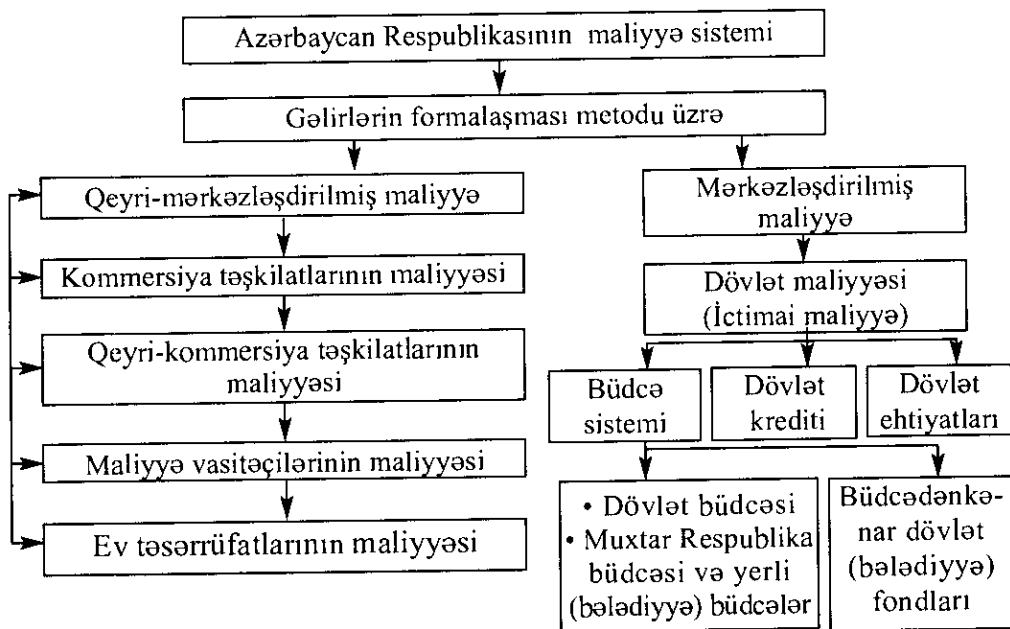 Azərbaycan Respublikasının maliyyə sistemi
Gəlirlərin formalaşması metodu üzrə
Qeyri-mərkəzləşdirilmiş maliyyə
Kommersiya təşkilatlarının maliyyəsi
Qeyri-kommersiya təşkilatlarının
maliyyəsi
Maliyyə vasitəçilərinin maliyyəsi
Ev təsərrüfatlarının maliyyəsi
Mərkəzləşdirilmiş
maliyyə
Dövlət maliyyəsi
(İctimai maliyyə)
Büdcə
sistemi
Dövlət
krediti
Dövlət
ehtiyatları
• Dövlət büdcəsi
• Muxtar Respublika
büdcəsi və yerli
(bələdiyyə) büdcələr
Büdcədənkə-
nar dövlət
(bələdiyyə)
fondları